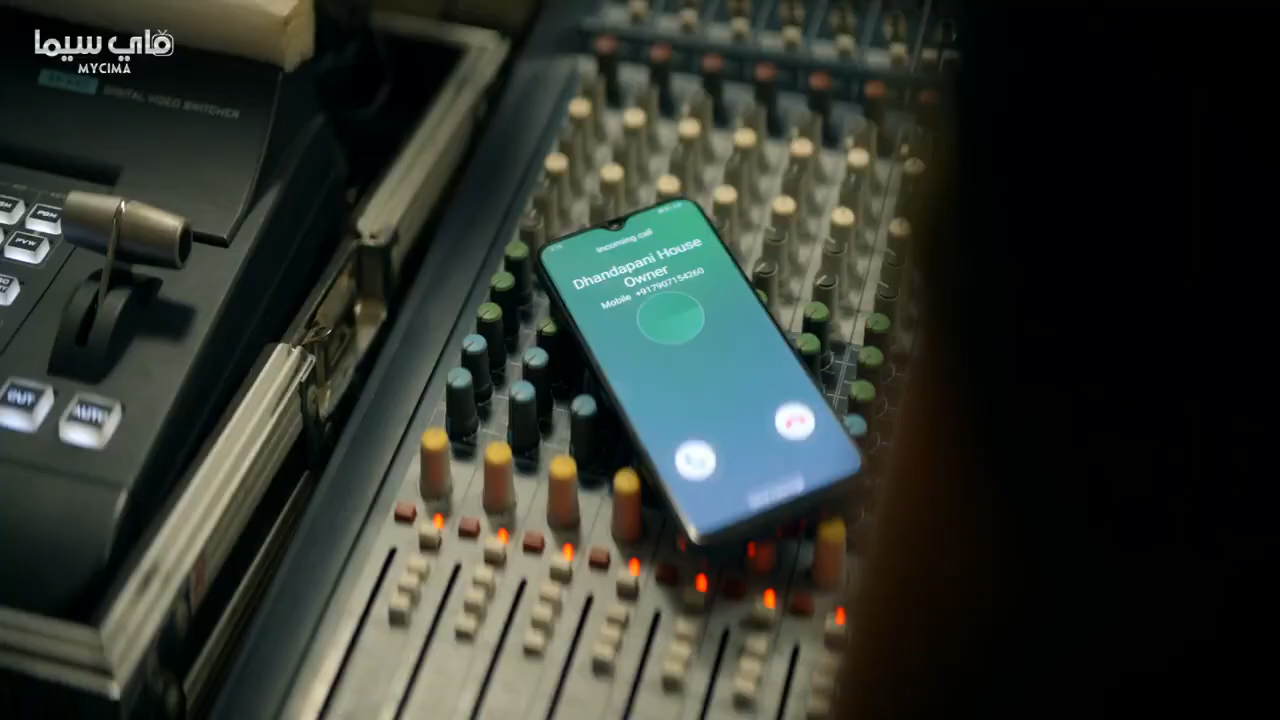 ماي سيما
MYCIMA
DIGITAL VIDEO SWITCHER
PGM
PVW
CUT
AUTO
Incoming call
Dhandapani House
Owner
Mobile +917907154260